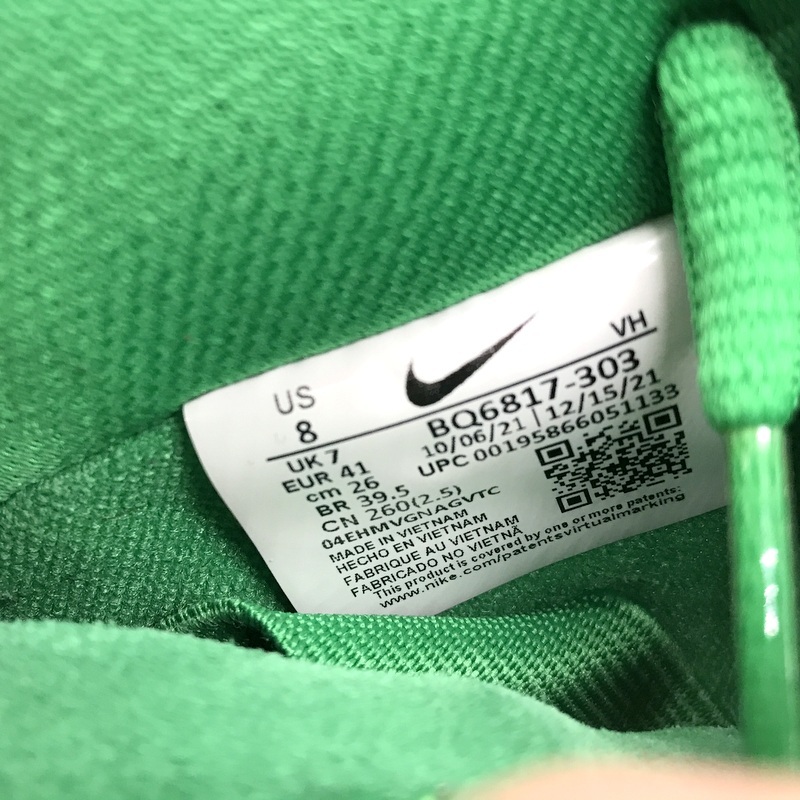 VH
US
8
BQ6817-303
10/06/21 | 12/15/21
UPC 00195866051133
UK 7
EUR 41
cm 26
BR 39.5
CN 260(2.5)
04EHMVGNAGVTC
MADE IN VIETNAM
HECHO EN VIETNAM
FABRIQUE AU VIETNAM
FABRICADO NO VIETNÃ
This product is covered by one or more patents:
www.nike.com/patentsvirtualmarking